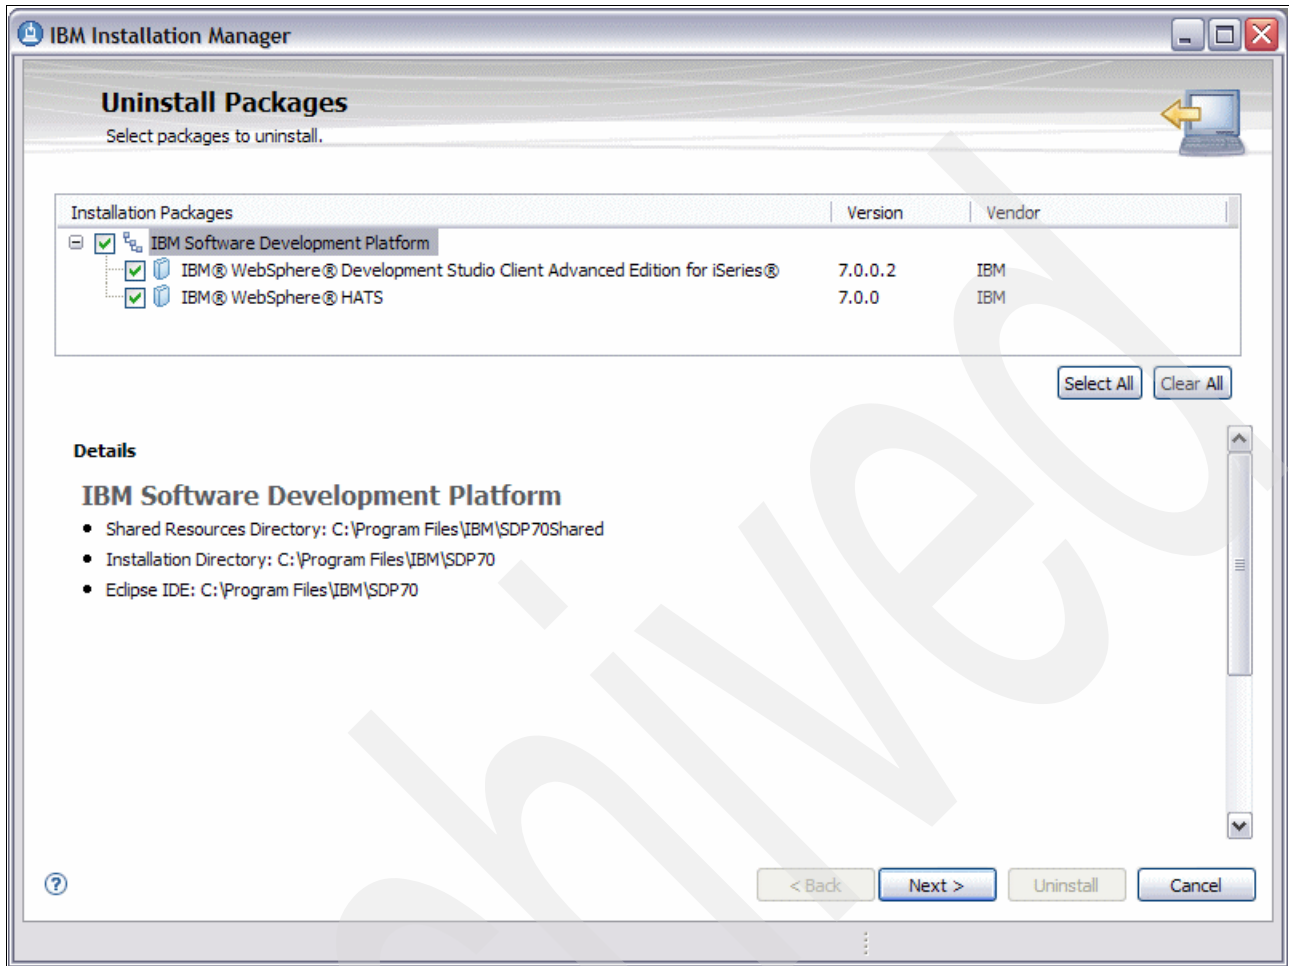 IBM Installation Manager
Uninstall Packages
Select packages to uninstall.
Installation Packages Version Vendor
IBM Software Development Platform
IBM® WebSphere® Development Studio Client Advanced Edition for iSeries® 7.0.0.2 IBM
IBM® WebSphere® HATS 7.0.0 IBM
Select All Clear All
Details
IBM Software Development Platform
• Shared Resources Directory: C:\Program Files\IBM\SDP70Shared
• Installation Directory: C:\Program Files\IBM\SDP70
• Eclipse IDE: C:\Program Files\IBM\SDP70
? < Back Next > Uninstall Cancel
hived